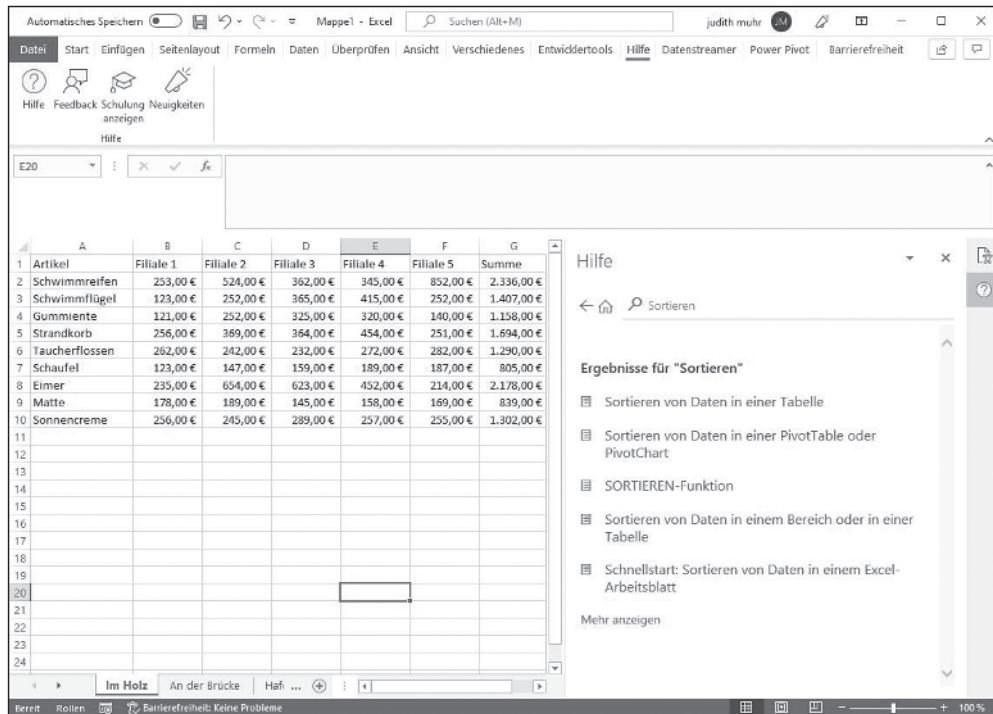 Automatisches Speichern Mappe1 - Excel Suchen (Alt+M) judith muhr JM
Datei Start Einfügen Seitenlayout Formeln Daten Überprüfen Ansicht Verschiedenes Entwicklertools Hilfe Datenstreamer Power Pivot Barrierefreiheit
Hilfe Feedback Schulung anzeigen Neuigkeiten
Hilfe
E20 fx
A B C D E F G
1 Artikel Filiale 1 Filiale 2 Filiale 3 Filiale 4 Filiale 5 Summe
2 Schwimmreifen 253,00 € 524,00 € 362,00 € 345,00 € 852,00 € 2.336,00 €
3 Schwimmflügel 123,00 € 252,00 € 365,00 € 415,00 € 252,00 € 1.407,00 €
4 Gummiente 121,00 € 252,00 € 325,00 € 320,00 € 140,00 € 1.158,00 €
5 Strandkorb 256,00 € 369,00 € 364,00 € 454,00 € 251,00 € 1.694,00 €
6 Taucherflossen 262,00 € 242,00 € 232,00 € 272,00 € 282,00 € 1.290,00 €
7 Schaufel 123,00 € 147,00 € 159,00 € 189,00 € 187,00 € 805,00 €
8 Eimer 235,00 € 654,00 € 623,00 € 452,00 € 214,00 € 2.178,00 €
9 Matte 178,00 € 189,00 € 145,00 € 158,00 € 169,00 € 839,00 €
10 Sonnencreme 256,00 € 245,00 € 289,00 € 257,00 € 255,00 € 1.302,00 €
11
12
13
14
15
16
17
18
19
20
21
22
23
24
Hilfe
Sortieren
Ergebnisse für "Sortieren"
Sortieren von Daten in einer Tabelle
Sortieren von Daten in einer PivotTable oder
PivotChart
SORTIEREN-Funktion
Sortieren von Daten in einem Bereich oder in einer
Tabelle
Schnellstart: Sortieren von Daten in einem Excel-
Arbeitsblatt
Mehr anzeigen
Im Holz An der Brücke Haf ...
Bereit Rollen Barrierefreiheit: Keine Probleme 100 %